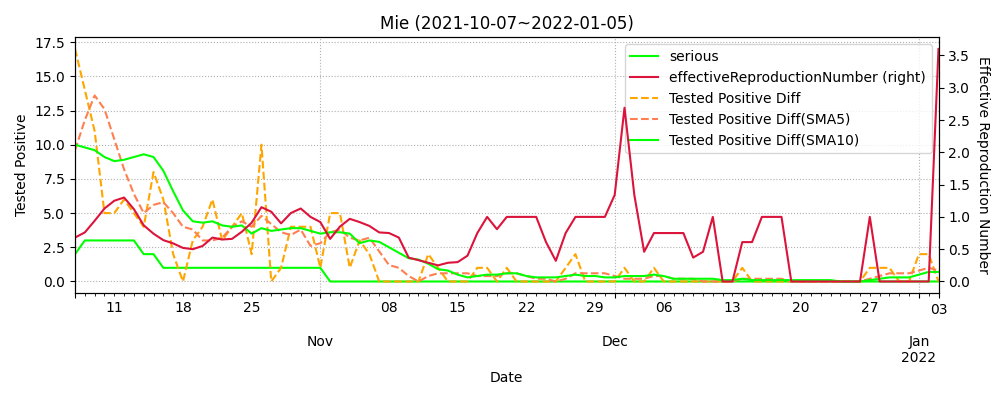 Mie (2021-10-07~2022-01-05)
17.5
15.0
12.5
10.0
7.5
5.0
2.5
0.0
Tested Positive
serious
effectiveReproductionNumber (right)
Tested Positive Diff
Tested Positive Diff(SMA5)
Tested Positive Diff(SMA10)
3.5
3.0
2.5
2.0
1.5
1.0
0.5
0.0
Effective Reproduction Number
11 18 25 08 15 22 29 06 13 20 27 03
Nov Dec Jan
2022
Date